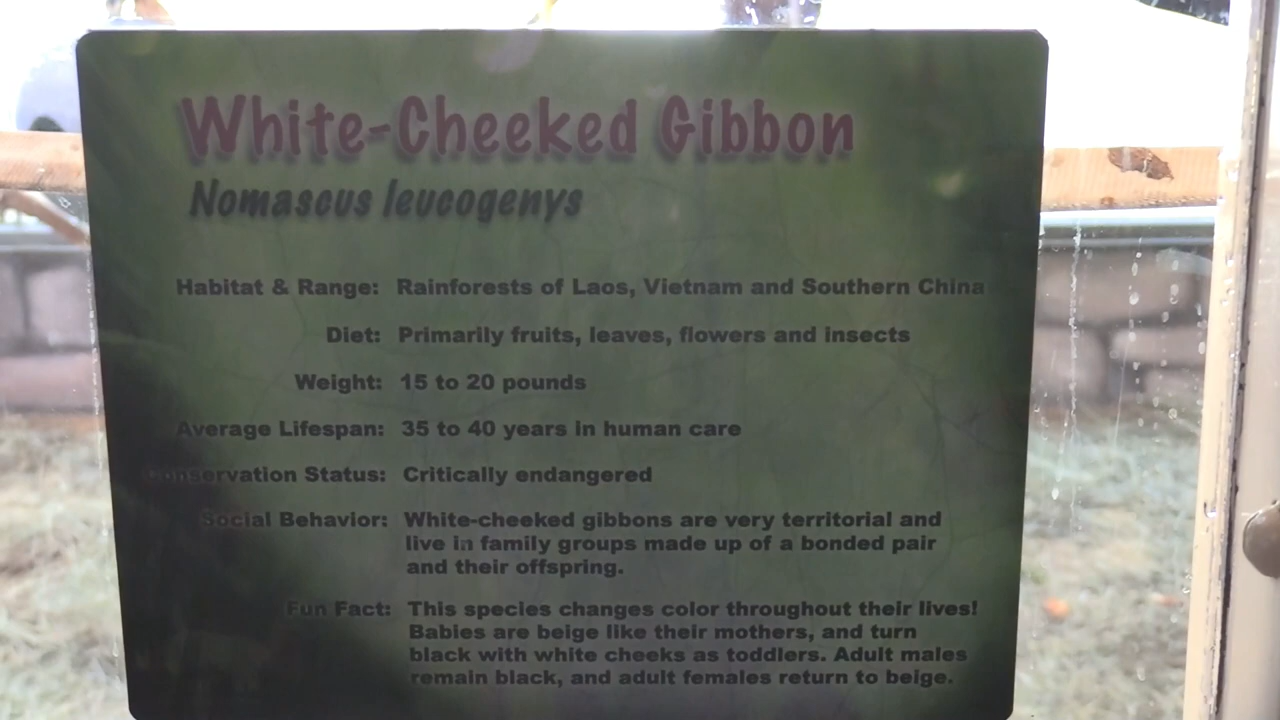 White-Cheeked Gibbon
Nomascus leucogenys
Habitat & Range: Rainforests of Laos, Vietnam and Southern China
Diet: Primarily fruits, leaves, flowers and insects
Weight: 15 to 20 pounds
Average Lifespan: 35 to 40 years in human care
Conservation Status: Critically endangered
Social Behavior: White-cheeked gibbons are very territorial and
live in family groups made up of a bonded pair
and their offspring.
Fun Fact: This species changes color throughout their lives!
Babies are beige like their mothers, and turn
black with white cheeks as toddlers. Adult males
remain black, and adult females return to beige.